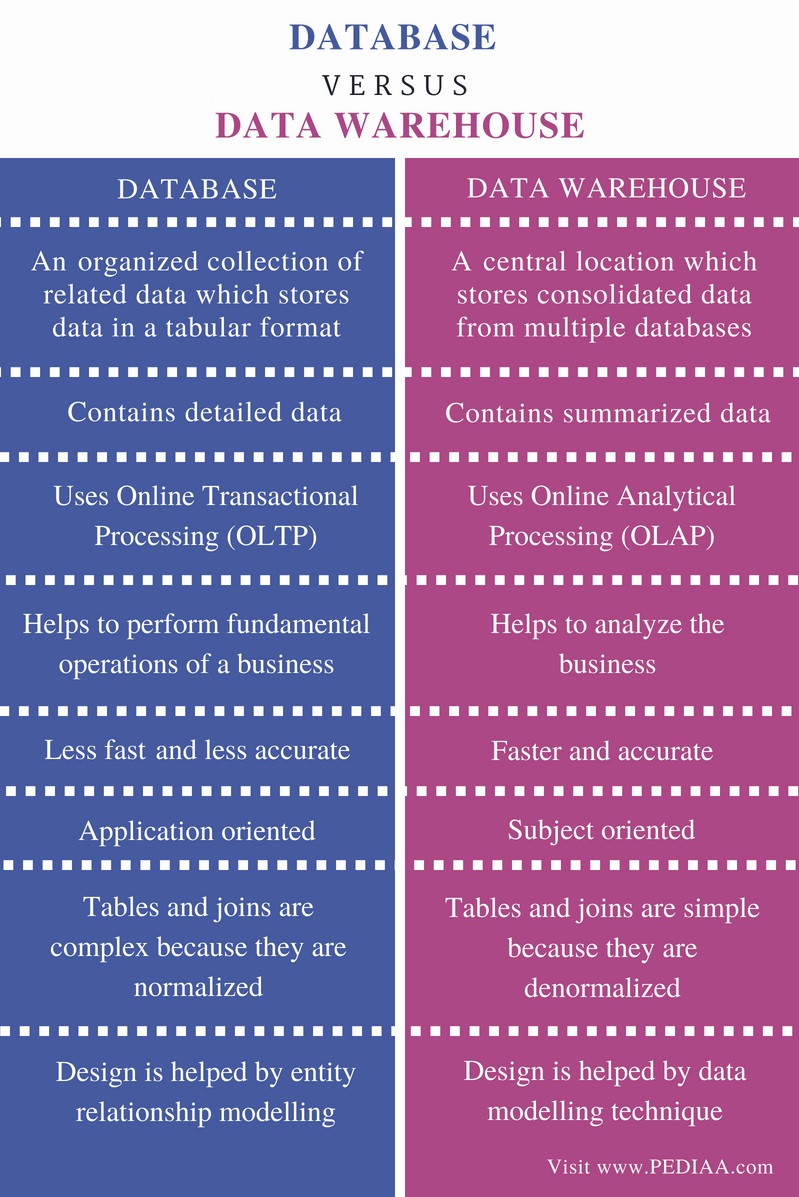 DATABASE
VERSUS
DATA WAREHOUSE
DATABASE
An organized collection of
related data which stores
data in a tabular format
Contains detailed data
Uses Online Transactional
Processing (OLTP)
Helps to perform fundamental
operations of a business
Less fast and less accurate
Application oriented
Tables and joins are
complex because they are
normalized
Design is helped by entity
relationship modelling
DATA WAREHOUSE
A central location which
stores consolidated data
from multiple databases
Contains summarized data
Uses Online Analytical
Processing (OLAP)
Helps to analyze the
business
Faster and accurate
Subject oriented
Tables and joins are simple
because they are
denormalized
Design is helped by data
modelling technique
Visit www.PEDIAA.com